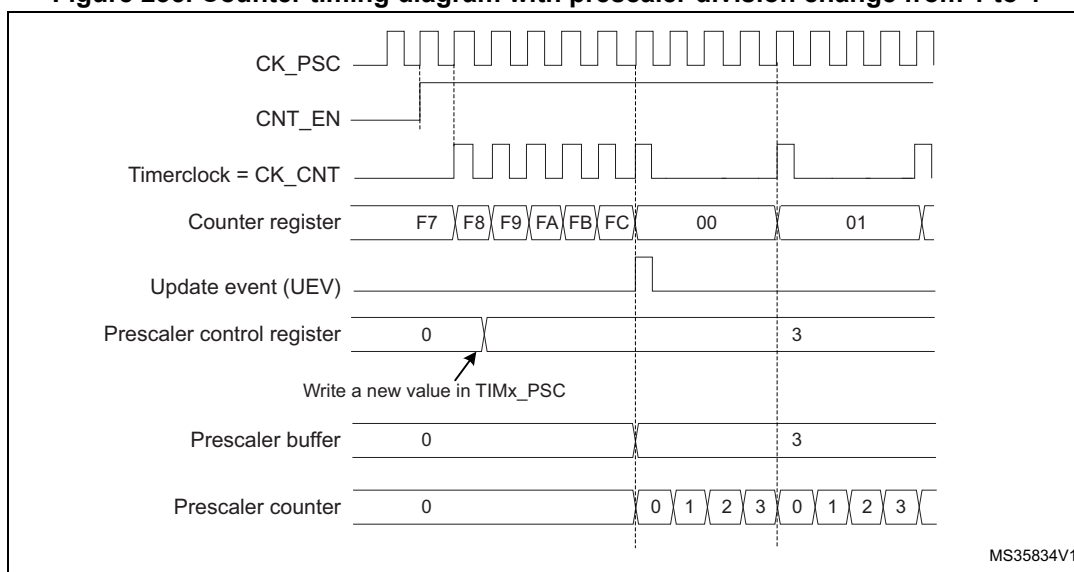 Figure 200. Counter timing diagram with prescaler division change from 1 to 4
CK_PSC
CNT_EN
Timerclock = CK_CNT
Counter register F7 F8 F9 FA FB FC 00 01
Update event (UEV)
Prescaler control register 0 3
Write a new value in TIMx_PSC
Prescaler buffer 0 3
Prescaler counter 0 0 1 2 3 0 1 2 3
MS35834V1